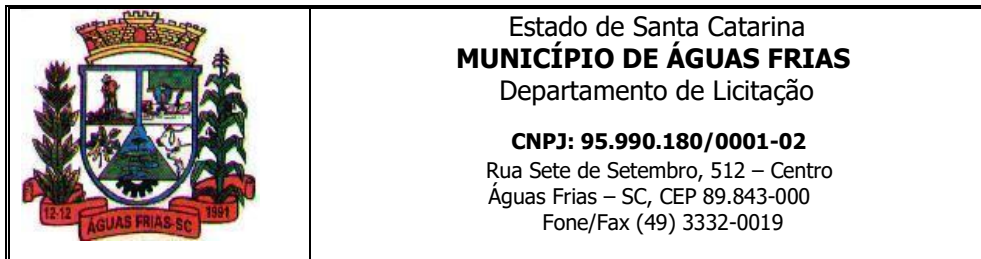 12-12
ÁGUAS FRIAS-SC
1991
Estado de Santa Catarina
MUNICÍPIO DE ÁGUAS FRIAS
Departamento de Licitação
CNPJ: 95.990.180/0001-02
Rua Sete de Setembro, 512 – Centro
Águas Frias – SC, CEP 89.843-000
Fone/Fax (49) 3332-0019